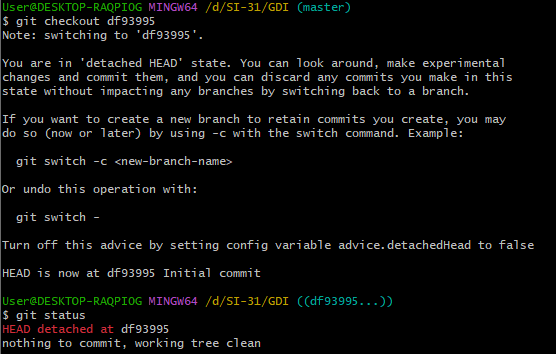 User@DESKTOP-RAQPIOG MINGW64 /d/SI-31/GDI (master)
$ git checkout df93995
Note: switching to 'df93995'.
You are in 'detached HEAD' state. You can look around, make experimental
changes and commit them, and you can discard any commits you make in this
state without impacting any branches by switching back to a branch.
If you want to create a new branch to retain commits you create, you may
do so (now or later) by using -c with the switch command. Example:
git switch -c <new-branch-name>
Or undo this operation with:
git switch -
Turn off this advice by setting config variable advice.detachedHead to false
HEAD is now at df93995 Initial commit
User@DESKTOP-RAQPIOG MINGW64 /d/SI-31/GDI ((df93995...))
$ git status
HEAD detached at df93995
nothing to commit, working tree clean